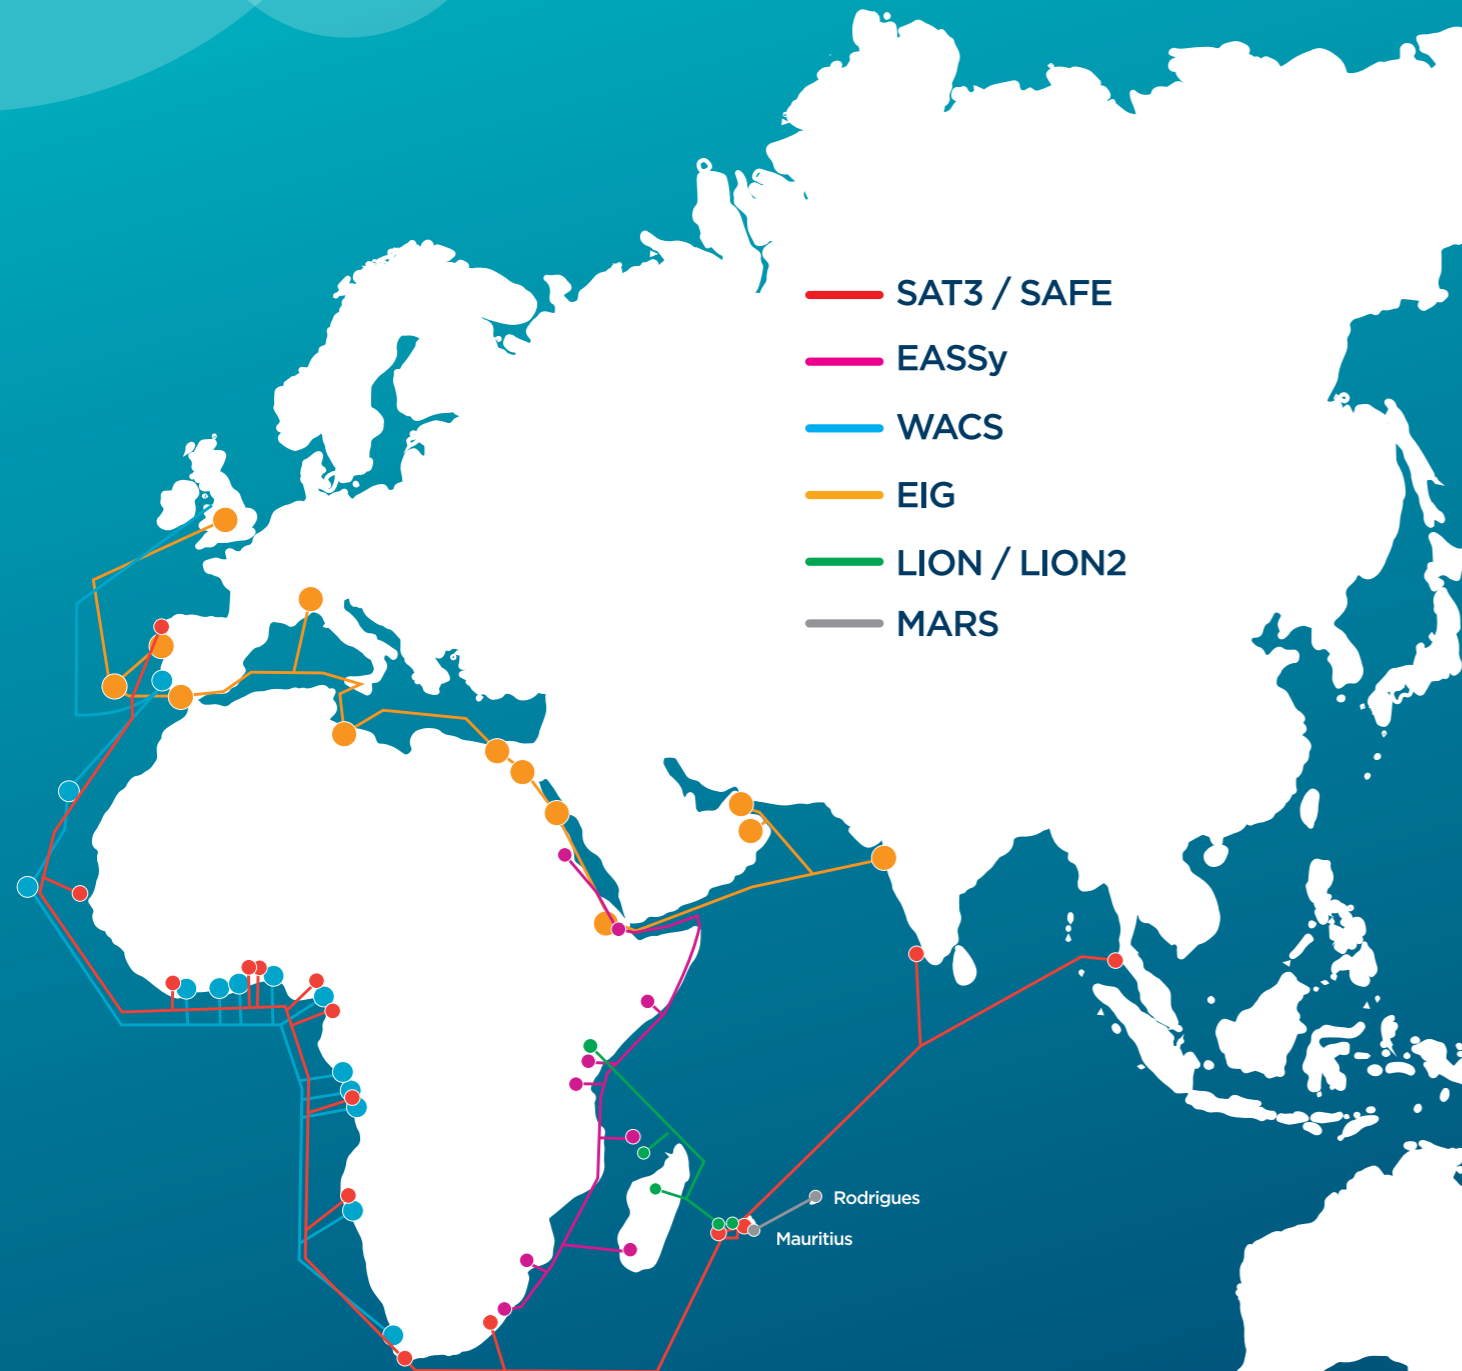 SAT3 / SAFE
EASSy
WACS
EIG
LION / LION2
MARS
Rodrigues
Mauritius